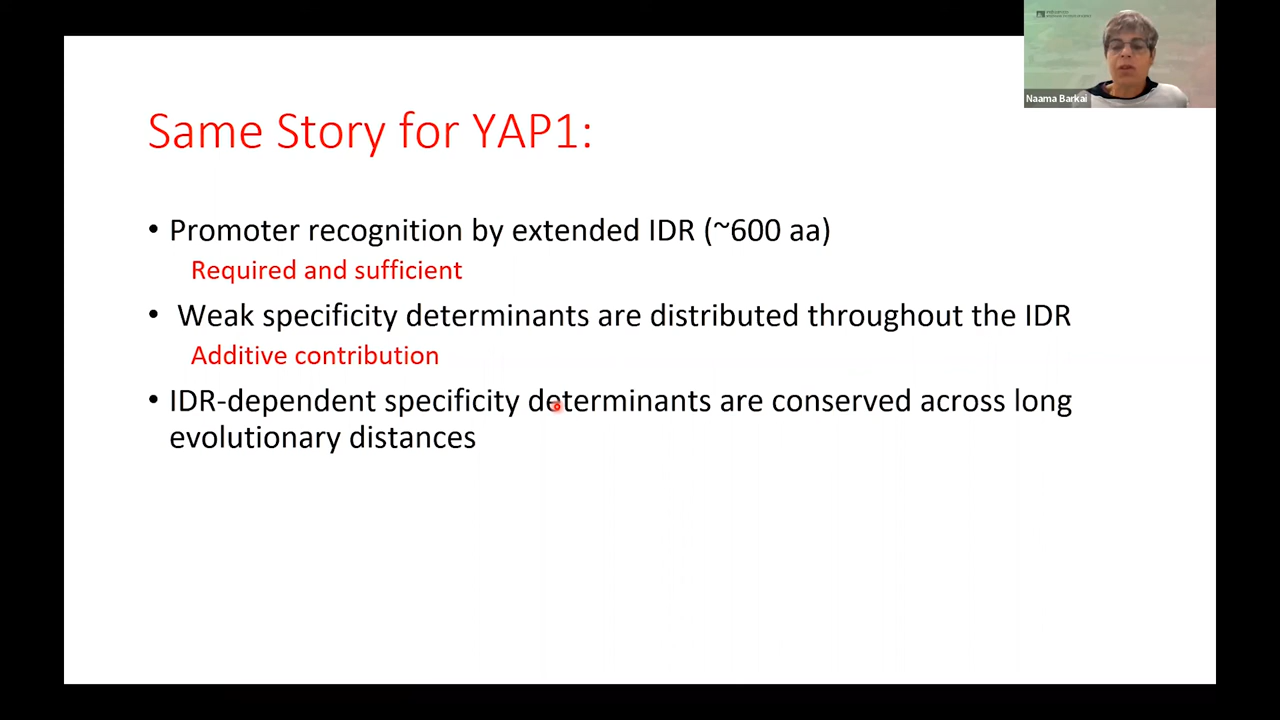 Naama Barkai
Same Story for YAP1:
• Promoter recognition by extended IDR (~600 aa)
Required and sufficient
• Weak specificity determinants are distributed throughout the IDR
Additive contribution
• IDR-dependent specificity determinants are conserved across long
evolutionary distances